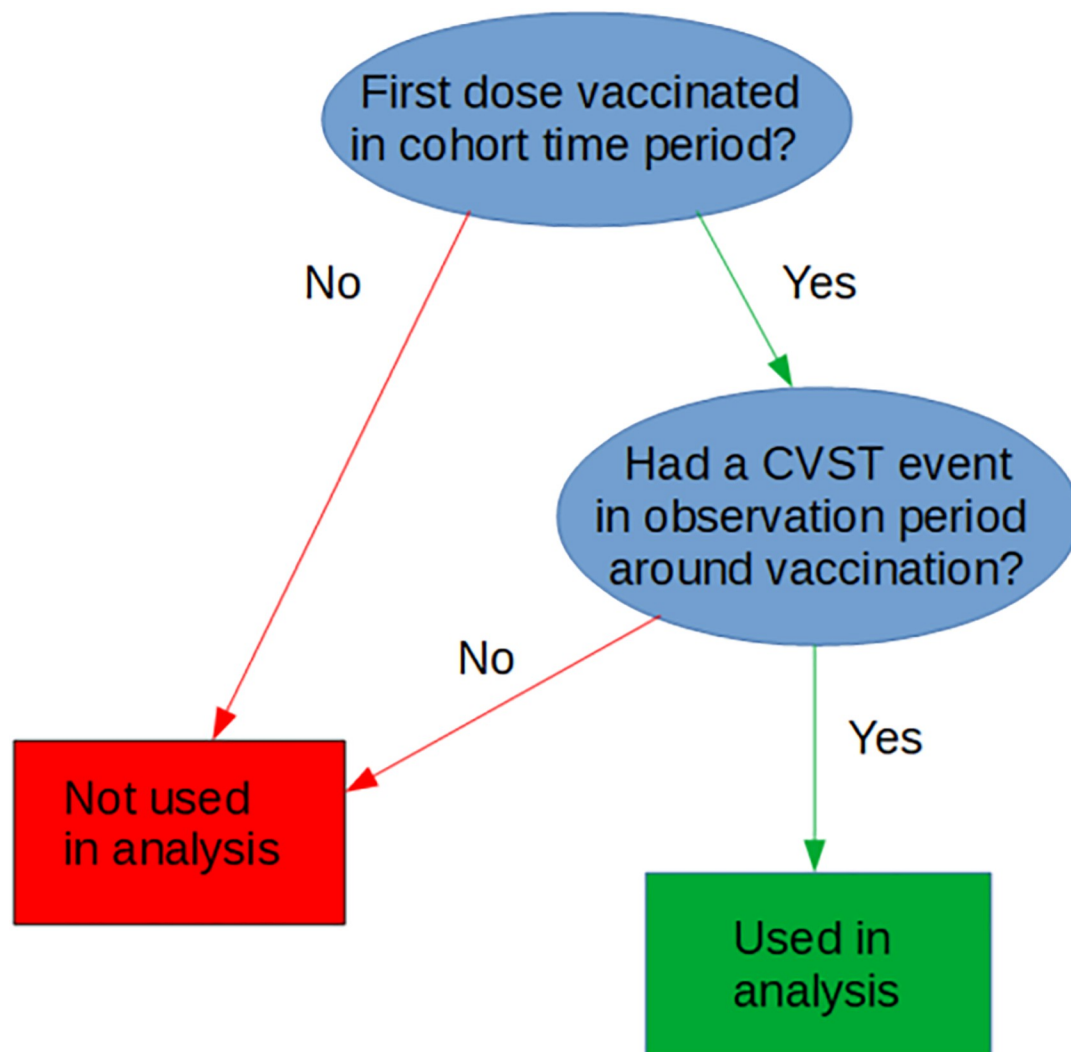 First dose vaccinated
in cohort time period?
No
Yes
Had a CVST event
in observation period
around vaccination?
No
Yes
Not used
in analysis
Used in
analysis